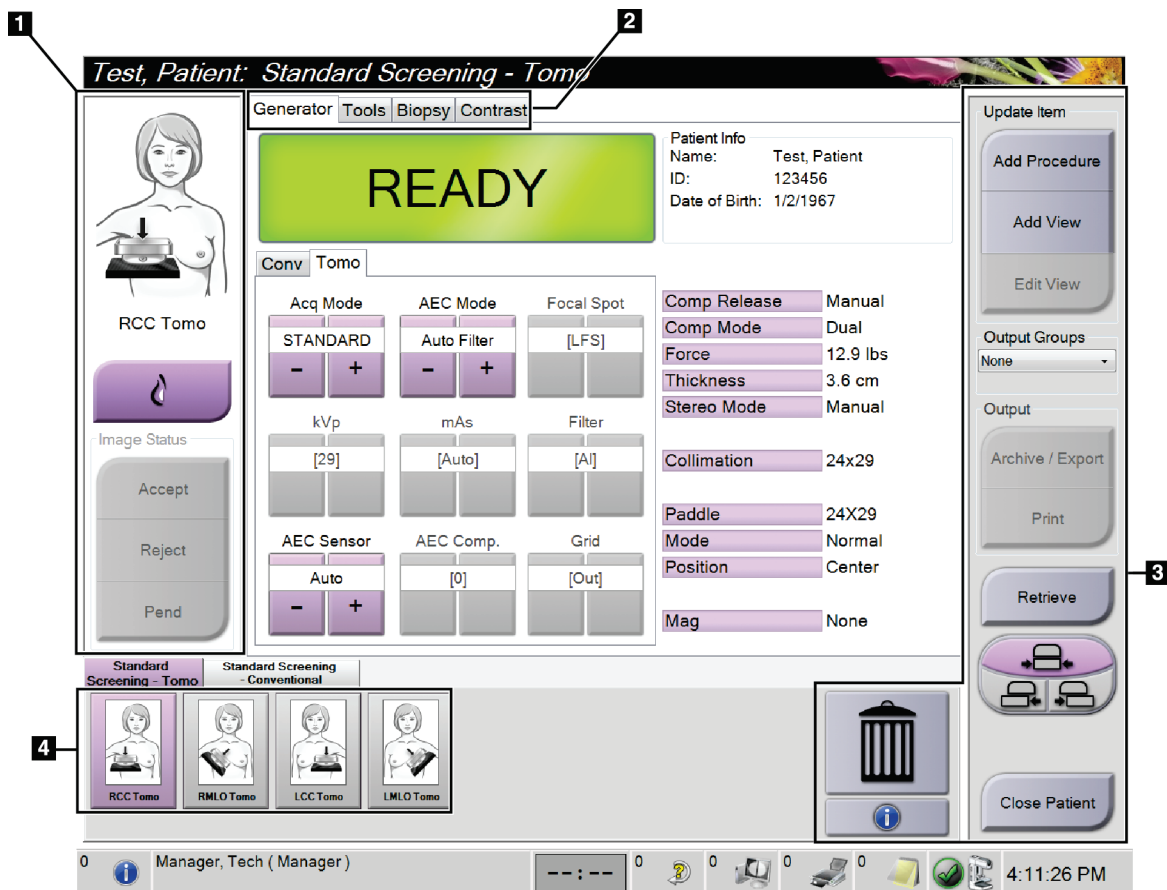 1
2
Test, Patient: Standard Screening - Tomo
Generator Tools Biopsy Contrast
READY
Patient Info
Name: Test, Patient
ID: 123456
Date of Birth: 1/2/1967
RCC Tomo
Image Status
Accept
Reject
Pend
Conv Tomo
Acq Mode AEC Mode Focal Spot
STANDARD Auto Filter [LFS]
- + - +
kVp mAs Filter
[29] [Auto] [Al]
AEC Sensor AEC Comp. Grid
Auto [0] [Out]
- +
Comp Release Manual
Comp Mode Dual
Force 12.9 lbs
Thickness 3.6 cm
Stereo Mode Manual
Collimation 24x29
Paddle 24X29
Mode Normal
Position Center
Mag None
Update Item
Add Procedure
Add View
Edit View
Output Groups
None
Output
Archive / Export
Print
3
Retrieve
Close Patient
Standard
Screening - Tomo
Standard Screening
- Conventional
4
RCC Tomo RMLO Tomo LCC Tomo LMLO Tomo
i
0 i Manager, Tech ( Manager ) --:-- 0 ? 0 0 0 4:11:26 PM